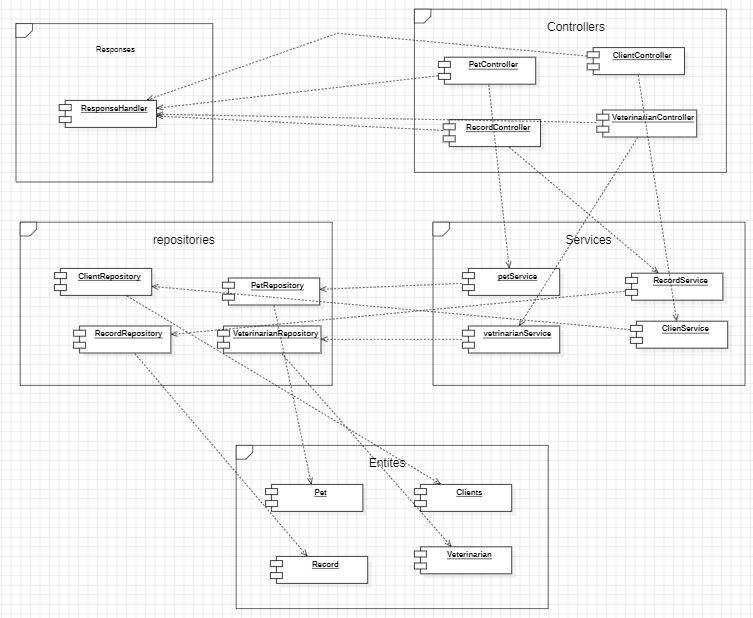 Responses
ResponseHandler
Controllers
PetController
ClientController
RecordController
VeterinarianController
repositories
ClientRepository
PetRepository
RecordRepository
VeterinarianRepository
Services
petService
RecordService
vetrinarianService
ClienService
Entites
Pet
Clients
Record
Veterinarian